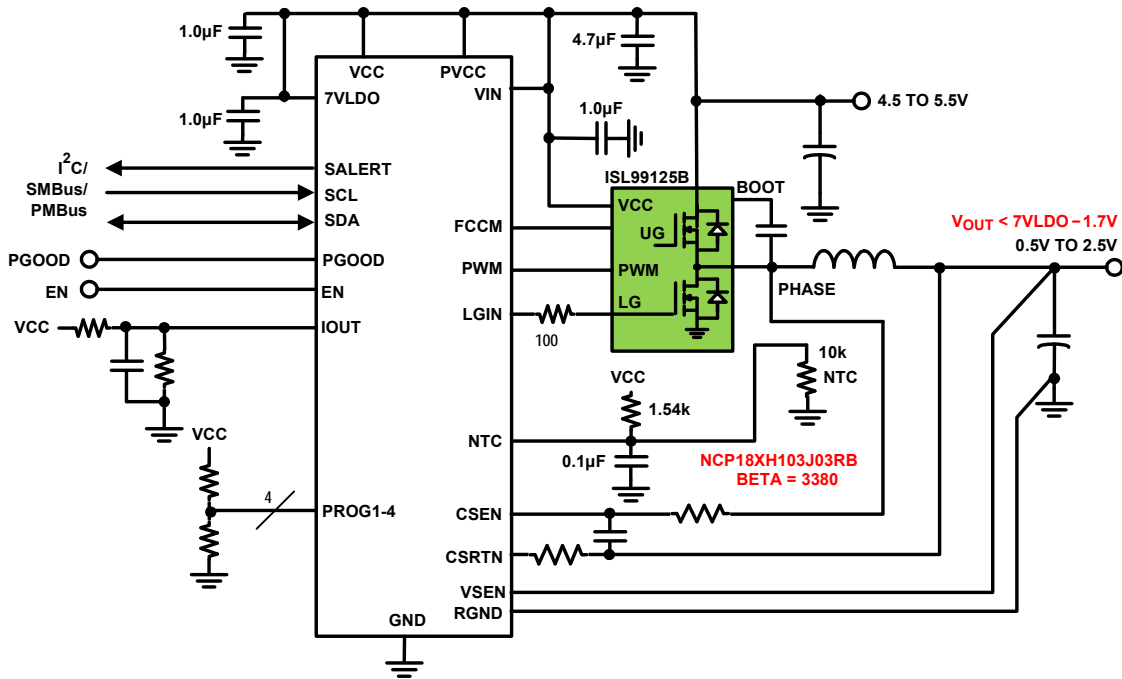 1.0µF
4.7µF
VCC
PVCC
7VLDO
VIN
1.0µF
1.0µF
4.5 TO 5.5V
I2C/
SMBus/
PMBus
SALERT
SCL
SDA
ISL99125B
BOOT
VCC
UG
FCCM
VOUT < 7VLDO – 1.7V
0.5V TO 2.5V
PGOOD
PGOOD
PWM
PWM
EN
EN
PHASE
VCC
IOUT
LGIN
100
LG
10k
NTC
VCC
1.54k
NTC
0.1µF
NCP18XH103J03RB
BETA = 3380
VCC
4
PROG1-4
CSEN
CSRTN
VSEN
RGND
GND